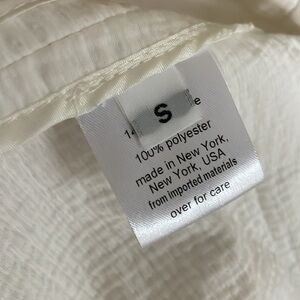 S
100% polyester
made in New York,
New York, USA
from imported materials
over for care